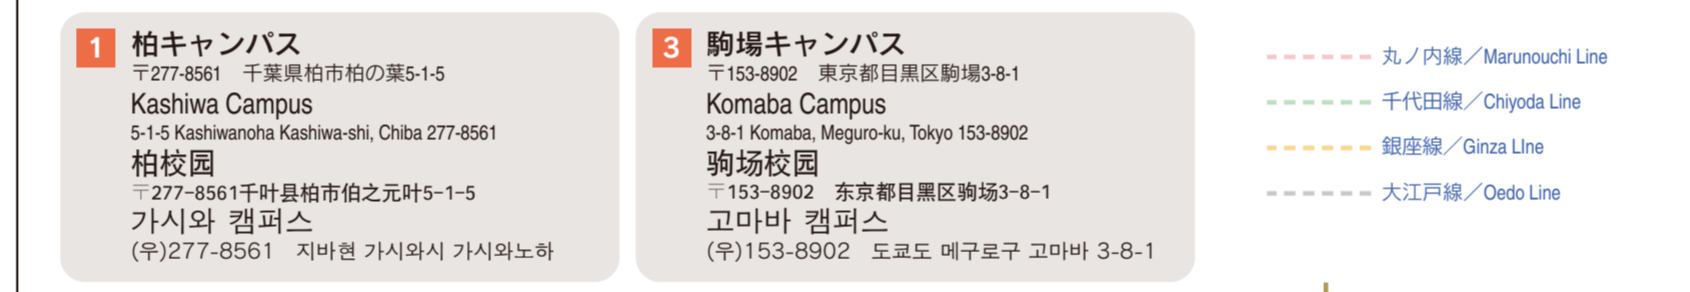 1
柏キャンパス
〒277-8561　千葉県柏市柏の葉5-1-5
Kashiwa Campus
5-1-5 Kashiwanoha Kashiwa-shi, Chiba 277-8561
柏校园
〒277-8561千叶县柏市伯之元叶5-1-5
가시와 캠퍼스
(우)277-8561　지바현 가시와시 가시와노하
3
駒場キャンパス
〒153-8902　東京都目黒区駒場3-8-1
Komaba Campus
3-8-1 Komaba, Meguro-ku, Tokyo 153-8902
驹场校园
〒153-8902　东京都目黑区驹场3-8-1
고마바 캠퍼스
(우)153-8902　도쿄도 메구로구 고마바 3-8-1
丸ノ内線／Marunouchi Line
千代田線／Chiyoda Line
銀座線／Ginza LIne
大江戸線／Oedo Line